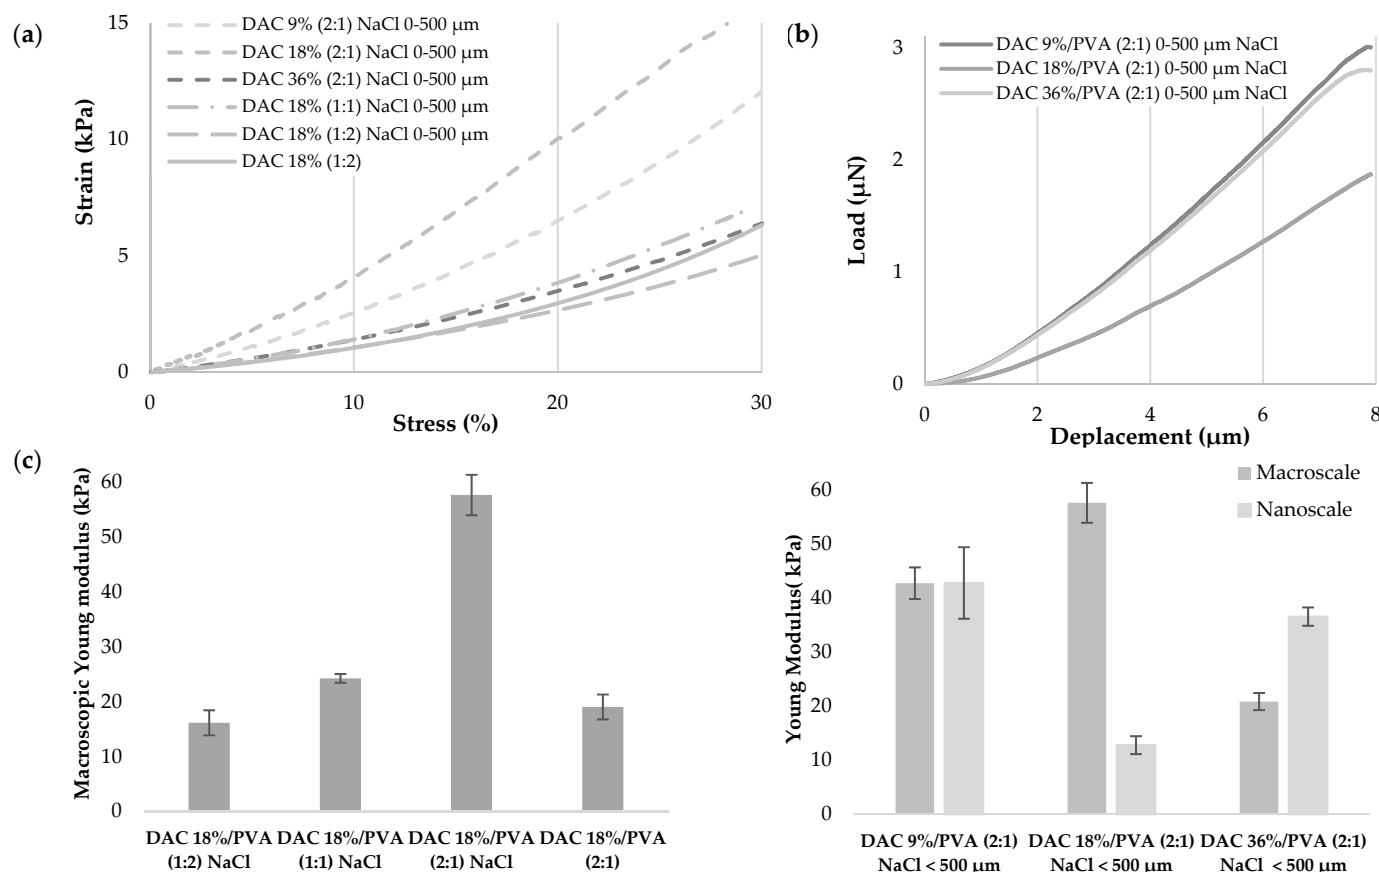 (a)
Strain (kPa)
15
10
5
0
0
10
20
30
Stress (%)
DAC 9% (2:1) NaCl 0-500 µm
DAC 18% (2:1) NaCl 0-500 µm
DAC 36% (2:1) NaCl 0-500 µm
DAC 18% (1:1) NaCl 0-500 µm
DAC 18% (1:2) NaCl 0-500 µm
DAC 18% (1:2)
(b)
Load (µN)
3
2
1
0
0
2
4
6
8
Deplacement (µm)
DAC 9%/PVA (2:1) 0-500 µm NaCl
DAC 18%/PVA (2:1) 0-500 µm NaCl
DAC 36%/PVA (2:1) 0-500 µm NaCl
(c)
Macroscopic Young modulus (kPa)
60
50
40
30
20
10
0
DAC 18%/PVA
(1:2) NaCl
DAC 18%/PVA
(1:1) NaCl
DAC 18%/PVA
(2:1) NaCl
DAC 18%/PVA
(2:1)
Young Modulus( kPa)
60
50
40
30
20
10
0
Macroscale
Nanoscale
DAC 9%/PVA (2:1)
NaCl < 500 µm
DAC 18%/PVA (2:1)
NaCl < 500 µm
DAC 36%/PVA (2:1)
NaCl < 500 µm